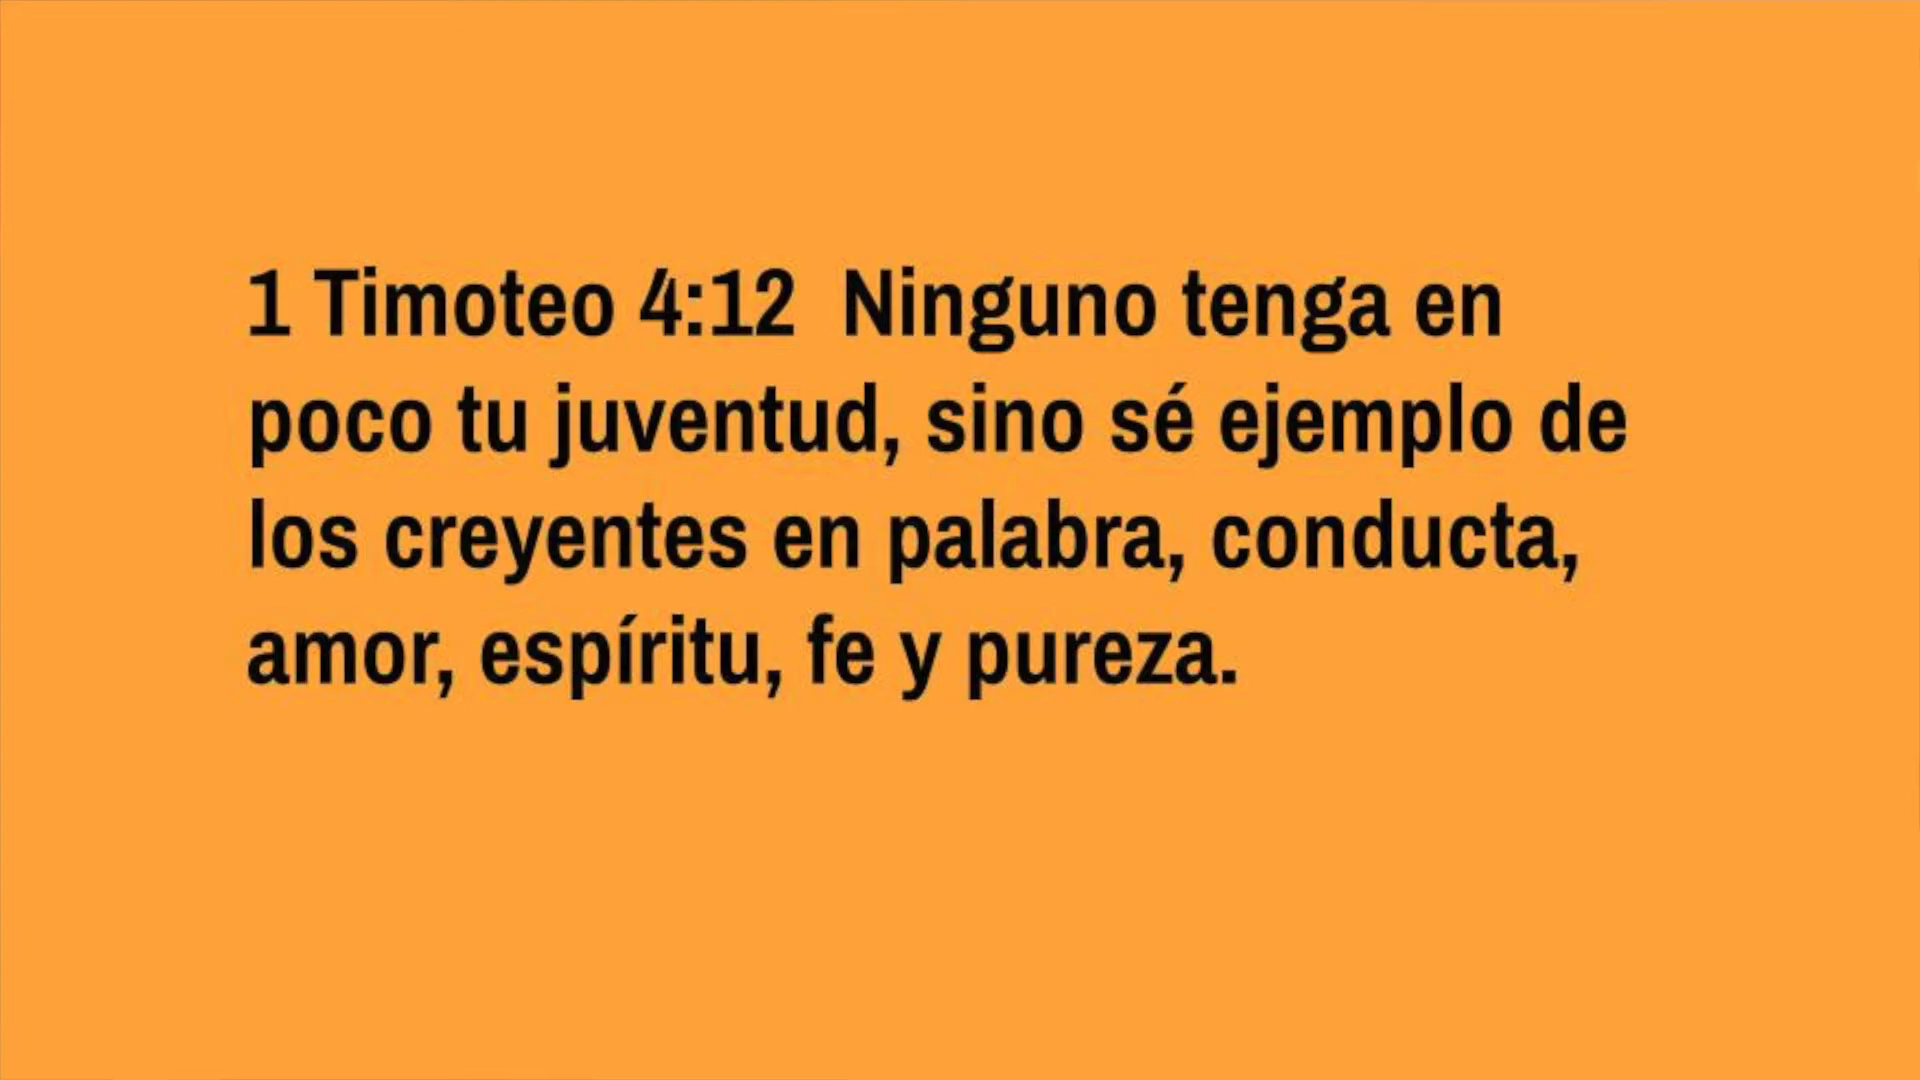 1 Timoteo 4:12  Ninguno tenga en
poco tu juventud, sino sé ejemplo de
los creyentes en palabra, conducta,
amor, espíritu, fe y pureza.